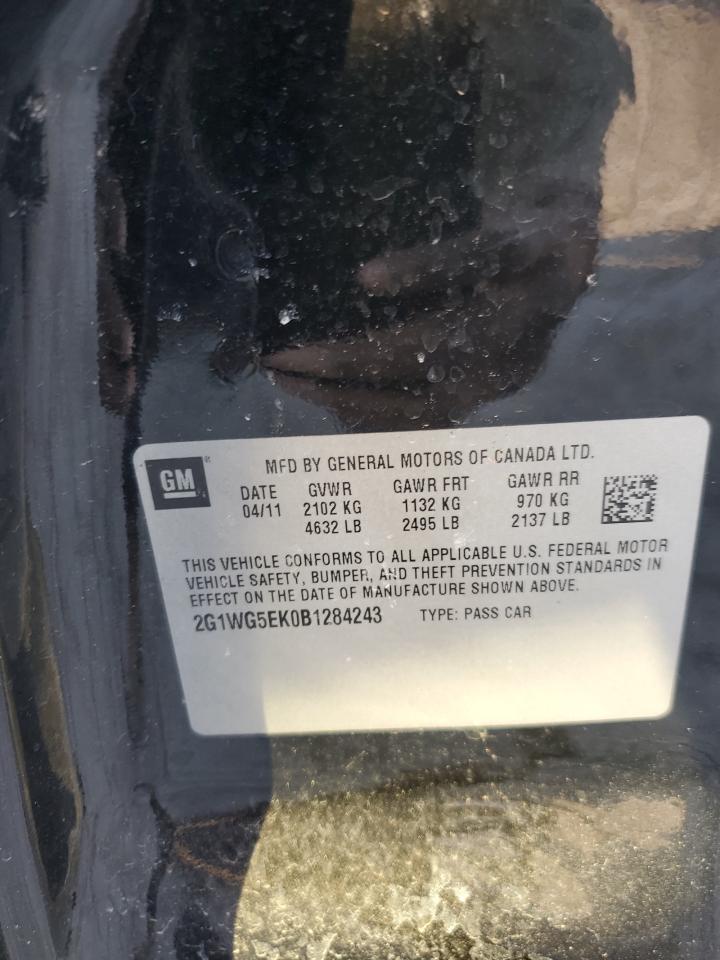 GM®
MFD BY GENERAL MOTORS OF CANADA LTD.
DATE GVWR GAWR FRT GAWR RR
04/11 2102 KG 1132 KG 970 KG
4632 LB 2495 LB 2137 LB
THIS VEHICLE CONFORMS TO ALL APPLICABLE U.S. FEDERAL MOTOR
VEHICLE SAFETY, BUMPER, AND THEFT PREVENTION STANDARDS IN
EFFECT ON THE DATE OF MANUFACTURE SHOWN ABOVE.
2G1WG5EK0B1284243 TYPE: PASS CAR